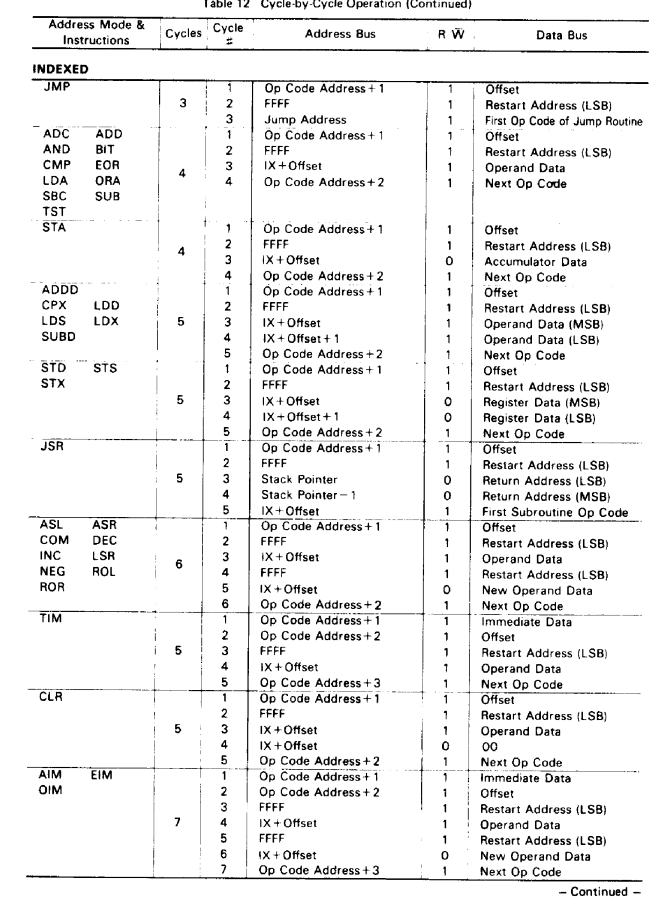 Table 12 Cycle-by-Cycle Operation (Continued)
Address Mode & Instructions Cycles Cycle # Address Bus R W̅ Data Bus
INDEXED
JMP 3 1 Op Code Address+1 1 Offset
2 FFFF 1 Restart Address (LSB)
3 Jump Address 1 First Op Code of Jump Routine
ADC ADD 4 1 Op Code Address+1 1 Offset
AND BIT 2 FFFF 1 Restart Address (LSB)
CMP EOR 3 IX+Offset 1 Operand Data
LDA ORA 4 Op Code Address+2 1 Next Op Code
SBC SUB
TST
STA 4 1 Op Code Address+1 1 Offset
2 FFFF 1 Restart Address (LSB)
3 IX+Offset 0 Accumulator Data
4 Op Code Address+2 1 Next Op Code
ADDD 5 1 Op Code Address+1 1 Offset
CPX LDD 2 FFFF 1 Restart Address (LSB)
LDS LDX 3 IX+Offset 1 Operand Data (MSB)
SUBD 4 IX+Offset+1 1 Operand Data (LSB)
5 Op Code Address+2 1 Next Op Code
STD STS 5 1 Op Code Address+1 1 Offset
STX 2 FFFF 1 Restart Address (LSB)
3 IX+Offset 0 Register Data (MSB)
4 IX+Offset+1 0 Register Data (LSB)
5 Op Code Address+2 1 Next Op Code
JSR 5 1 Op Code Address+1 1 Offset
2 FFFF 1 Restart Address (LSB)
3 Stack Pointer 0 Return Address (LSB)
4 Stack Pointer−1 0 Return Address (MSB)
5 IX+Offset 1 First Subroutine Op Code
ASL ASR 6 1 Op Code Address+1 1 Offset
COM DEC 2 FFFF 1 Restart Address (LSB)
INC LSR 3 IX+Offset 1 Operand Data
NEG ROL 4 FFFF 1 Restart Address (LSB)
ROR 5 IX+Offset 0 New Operand Data
6 Op Code Address+2 1 Next Op Code
TIM 5 1 Op Code Address+1 1 Immediate Data
2 Op Code Address+2 1 Offset
3 FFFF 1 Restart Address (LSB)
4 IX+Offset 1 Operand Data
5 Op Code Address+3 1 Next Op Code
CLR 5 1 Op Code Address+1 1 Offset
2 FFFF 1 Restart Address (LSB)
3 IX+Offset 1 Operand Data
4 IX+Offset 0 00
5 Op Code Address+2 1 Next Op Code
AIM EIM 7 1 Op Code Address+1 1 Immediate Data
OIM 2 Op Code Address+2 1 Offset
3 FFFF 1 Restart Address (LSB)
4 IX+Offset 1 Operand Data
5 FFFF 1 Restart Address (LSB)
6 IX+Offset 0 New Operand Data
7 Op Code Address+3 1 Next Op Code
– Continued –